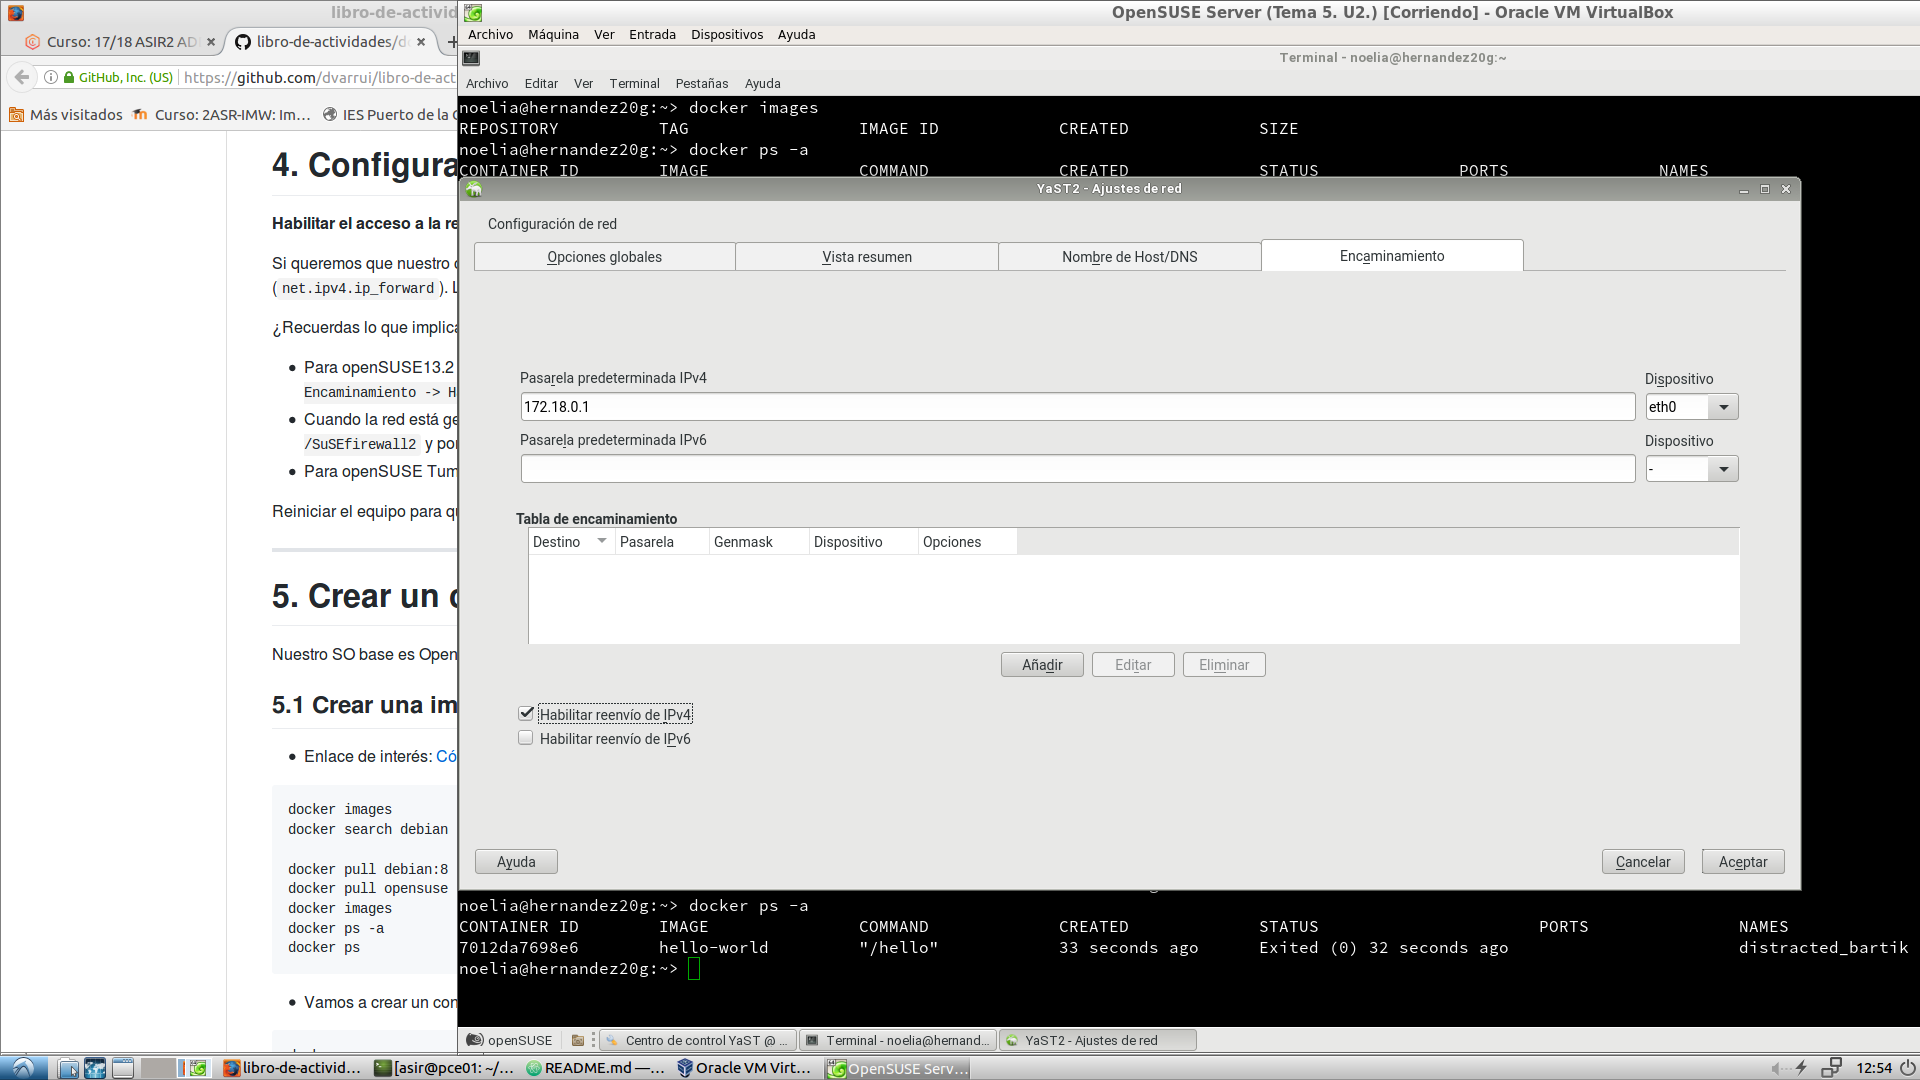 libro-de-activid
OpenSUSE Server (Tema 5. U2.) [Corriendo] - Oracle VM VirtualBox
Curso: 17/18 ASIR2 AD
libro-de-actividades/d
Archivo Máquina Ver Entrada Dispositivos Ayuda
Terminal - noelia@hernandez20g:~
GitHub, Inc. (US) https://github.com/dvarrui/libro-de-act
Archivo Editar Ver Terminal Pestañas Ayuda
Más visitados Curso: 2ASR-IMW: Im... IES Puerto de la C
noelia@hernandez20g:~> docker images
REPOSITORY TAG IMAGE ID CREATED SIZE
noelia@hernandez20g:~> docker ps -a
CONTAINER ID IMAGE COMMAND CREATED STATUS PORTS NAMES
4. Configura
Habilitar el acceso a la re
Si queremos que nuestro
(net.ipv4.ip_forward). L
¿Recuerdas lo que implica
Para openSUSE13.2
Encaminamiento -> H
Cuando la red está ge
/SuSEfirewall2 y por
Para openSUSE Tum
Reiniciar el equipo para qu
5. Crear un
Nuestro SO base es Open
5.1 Crear una im
Enlace de interés: Có
docker images
docker search debian
docker pull debian:8
docker pull opensuse
docker images
docker ps -a
docker ps
Vamos a crear un con
YaST2 - Ajustes de red
Configuración de red
Opciones globales Vista resumen Nombre de Host/DNS Encaminamiento
Pasarela predeterminada IPv4 Dispositivo
172.18.0.1 eth0
Pasarela predeterminada IPv6 Dispositivo
-
Tabla de encaminamiento
Destino Pasarela Genmask Dispositivo Opciones
Añadir Editar Eliminar
Habilitar reenvío de IPv4
Habilitar reenvío de IPv6
Ayuda Cancelar Aceptar
noelia@hernandez20g:~> docker ps -a
CONTAINER ID IMAGE COMMAND CREATED STATUS PORTS NAMES
7012da7698e6 hello-world "/hello" 33 seconds ago Exited (0) 32 seconds ago distracted_bartik
noelia@hernandez20g:~>
openSUSE Centro de control YaST @ ... Terminal - noelia@hernand... YaST2 - Ajustes de red
libro-de-activid... [asir@pce01: ~/... README.md —... Oracle VM Virt... OpenSUSE Serv... 12:54